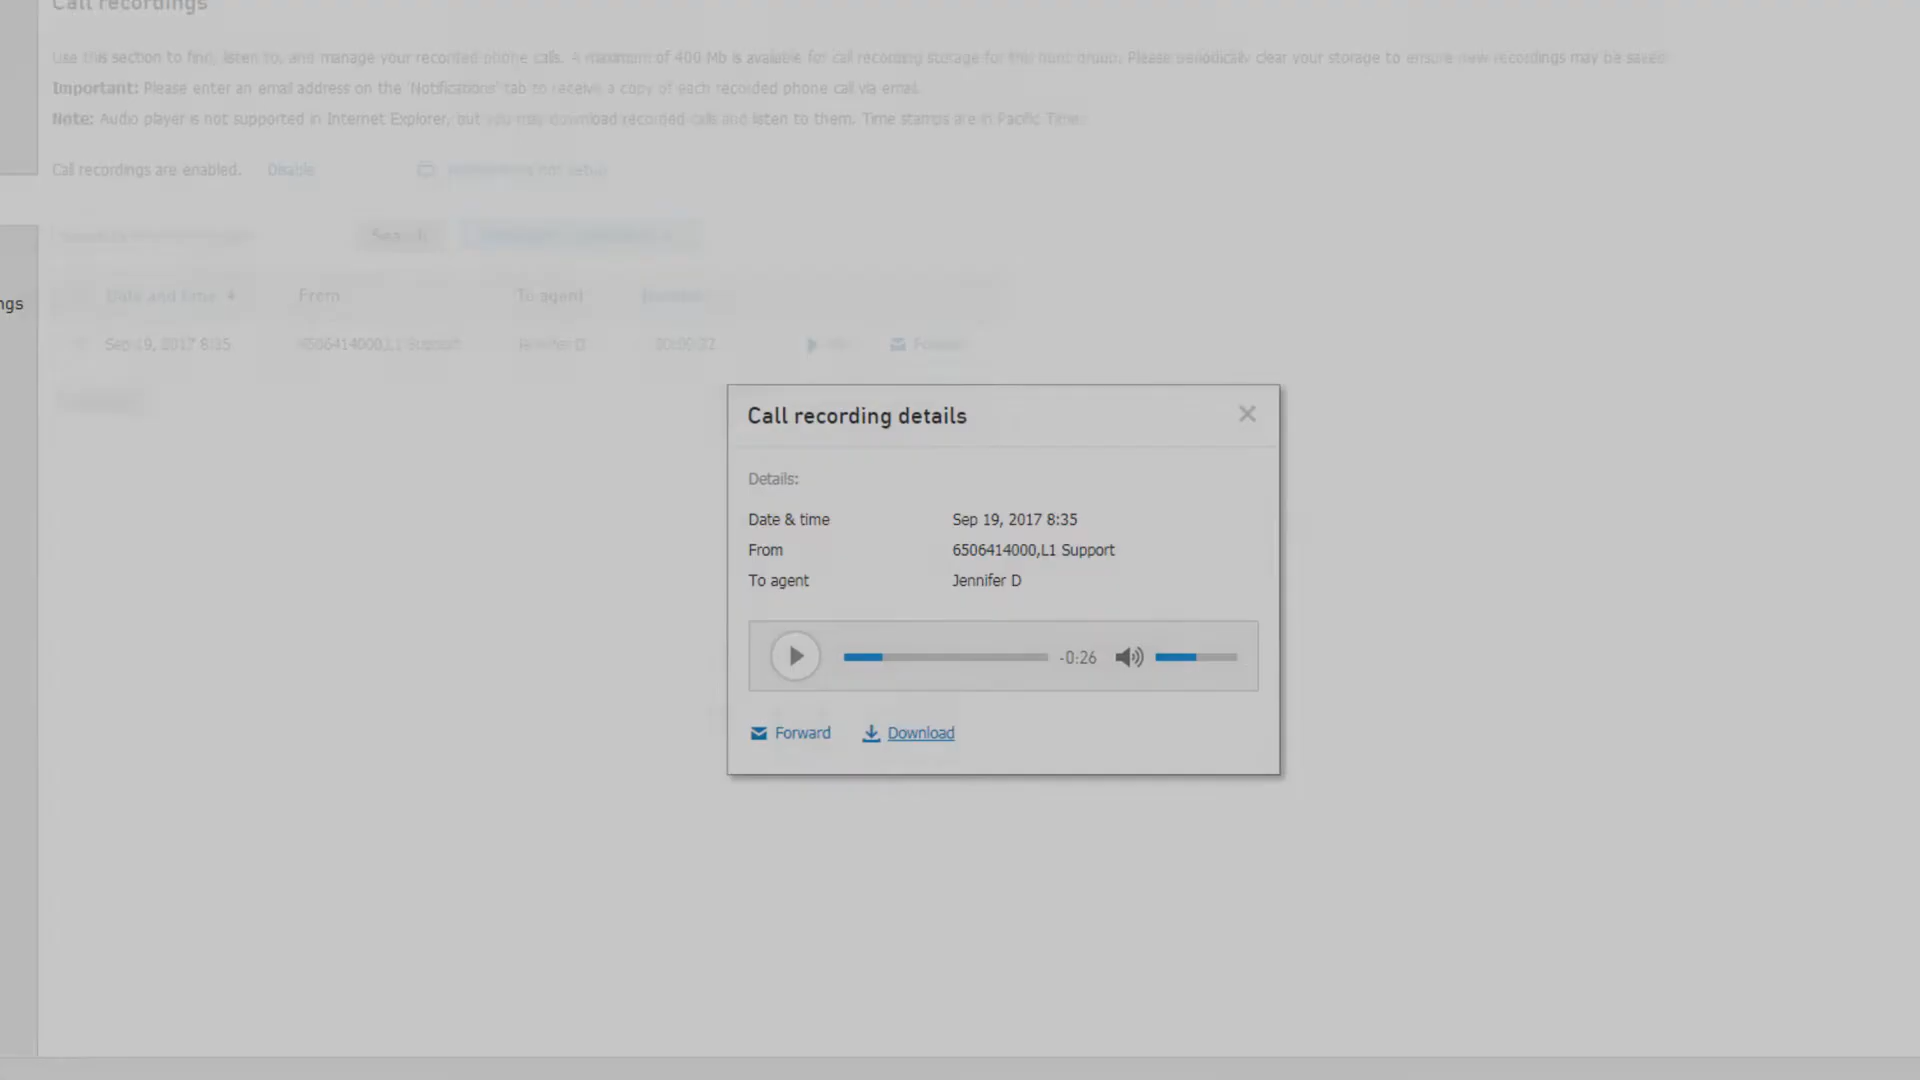 Call recordings
Use this section to find, listen to, and manage your recorded phone calls. A maximum of 400 Mb is available for call recording storage for this hunt group. Please periodically clear your storage to ensure new recordings may be saved.
Important: Please enter an email address on the 'Notifications' tab to receive a copy of each recorded phone call via email.
Note: Audio player is not supported in Internet Explorer, but you may download recorded calls and listen to them. Time stamps are in Pacific Time.
Call recordings are enabled. Disable not setup
Search
ngs
Date and time From To agent
Sep 19, 2017 8:35 6506414000,L1 Support Jennifer D Forward
Call recording details
Details:
Date & time Sep 19, 2017 8:35
From 6506414000,L1 Support
To agent Jennifer D
-0:26
Forward Download